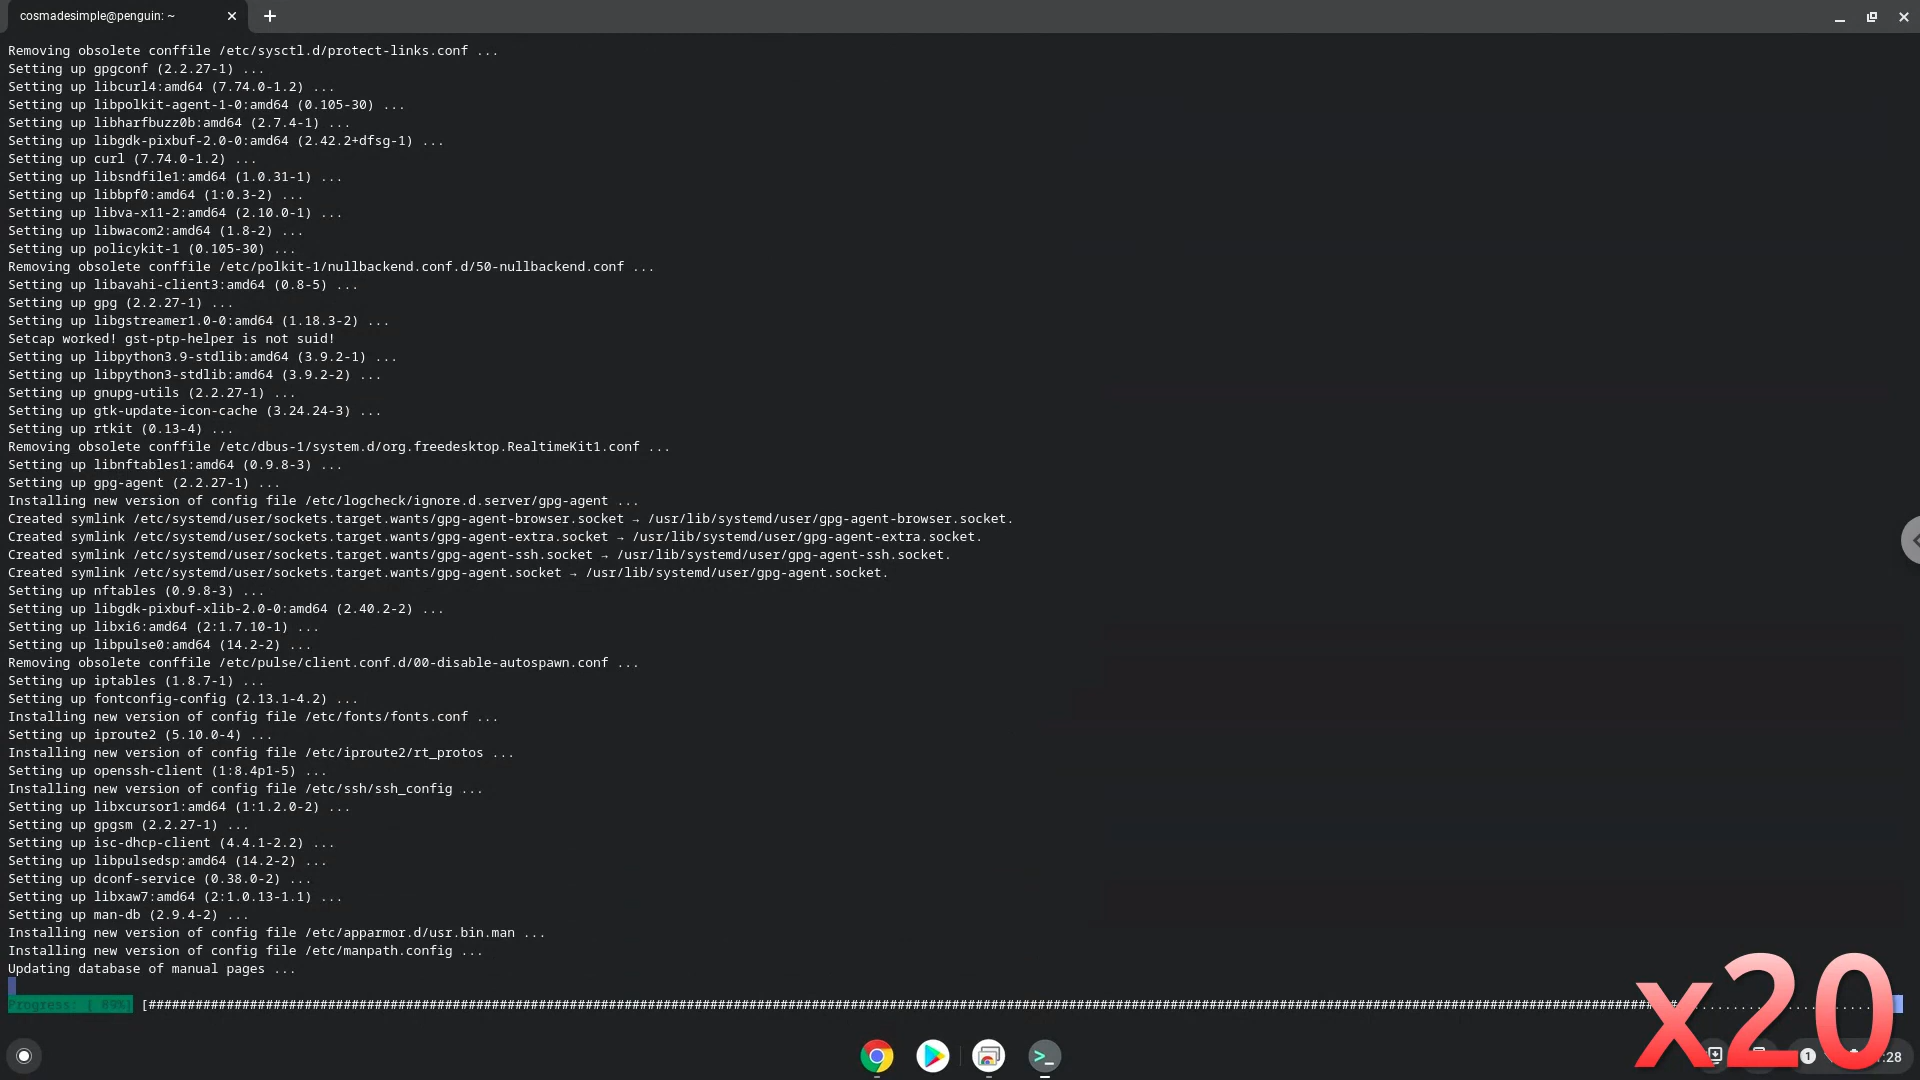 cosmadesimple@penguin: ~
Removing obsolete conffile /etc/sysctl.d/protect-links.conf ...
Setting up gpgconf (2.2.27-1) ...
Setting up libcurl4:amd64 (7.74.0-1.2) ...
Setting up libpolkit-agent-1-0:amd64 (0.105-30) ...
Setting up libharfbuzz0b:amd64 (2.7.4-1) ...
Setting up libgdk-pixbuf-2.0-0:amd64 (2.42.2+dfsg-1) ...
Setting up curl (7.74.0-1.2) ...
Setting up libsndfile1:amd64 (1.0.31-1) ...
Setting up libbpf0:amd64 (1:0.3-2) ...
Setting up libva-x11-2:amd64 (2.10.0-1) ...
Setting up libwacom2:amd64 (1.8-2) ...
Setting up policykit-1 (0.105-30) ...
Removing obsolete conffile /etc/polkit-1/nullbackend.conf.d/50-nullbackend.conf ...
Setting up libavahi-client3:amd64 (0.8-5) ...
Setting up gpg (2.2.27-1) ...
Setting up libgstreamer1.0-0:amd64 (1.18.3-2) ...
Setcap worked! gst-ptp-helper is not suid!
Setting up libpython3.9-stdlib:amd64 (3.9.2-1) ...
Setting up libpython3-stdlib:amd64 (3.9.2-2) ...
Setting up gnupg-utils (2.2.27-1) ...
Setting up gtk-update-icon-cache (3.24.24-3) ...
Setting up rtkit (0.13-4) ...
Removing obsolete conffile /etc/dbus-1/system.d/org.freedesktop.RealtimeKit1.conf ...
Setting up libnftables1:amd64 (0.9.8-3) ...
Setting up gpg-agent (2.2.27-1) ...
Installing new version of config file /etc/logcheck/ignore.d.server/gpg-agent ...
Created symlink /etc/systemd/user/sockets.target.wants/gpg-agent-browser.socket → /usr/lib/systemd/user/gpg-agent-browser.socket.
Created symlink /etc/systemd/user/sockets.target.wants/gpg-agent-extra.socket → /usr/lib/systemd/user/gpg-agent-extra.socket.
Created symlink /etc/systemd/user/sockets.target.wants/gpg-agent-ssh.socket → /usr/lib/systemd/user/gpg-agent-ssh.socket.
Created symlink /etc/systemd/user/sockets.target.wants/gpg-agent.socket → /usr/lib/systemd/user/gpg-agent.socket.
Setting up nftables (0.9.8-3) ...
Setting up libgdk-pixbuf-xlib-2.0-0:amd64 (2.40.2-2) ...
Setting up libxi6:amd64 (2:1.7.10-1) ...
Setting up libpulse0:amd64 (14.2-2) ...
Removing obsolete conffile /etc/pulse/client.conf.d/00-disable-autospawn.conf ...
Setting up iptables (1.8.7-1) ...
Setting up fontconfig-config (2.13.1-4.2) ...
Installing new version of config file /etc/fonts/fonts.conf ...
Setting up iproute2 (5.10.0-4) ...
Installing new version of config file /etc/iproute2/rt_protos ...
Setting up openssh-client (1:8.4p1-5) ...
Installing new version of config file /etc/ssh/ssh_config ...
Setting up libxcursor1:amd64 (1:1.2.0-2) ...
Setting up gpgsm (2.2.27-1) ...
Setting up isc-dhcp-client (4.4.1-2.2) ...
Setting up libpulsedsp:amd64 (14.2-2) ...
Setting up dconf-service (0.38.0-2) ...
Setting up libxaw7:amd64 (2:1.0.13-1.1) ...
Setting up man-db (2.9.4-2) ...
Installing new version of config file /etc/apparmor.d/usr.bin.man ...
Installing new version of config file /etc/manpath.config ...
Updating database of manual pages ...
Progress: [ 89%]
x20
1
:28